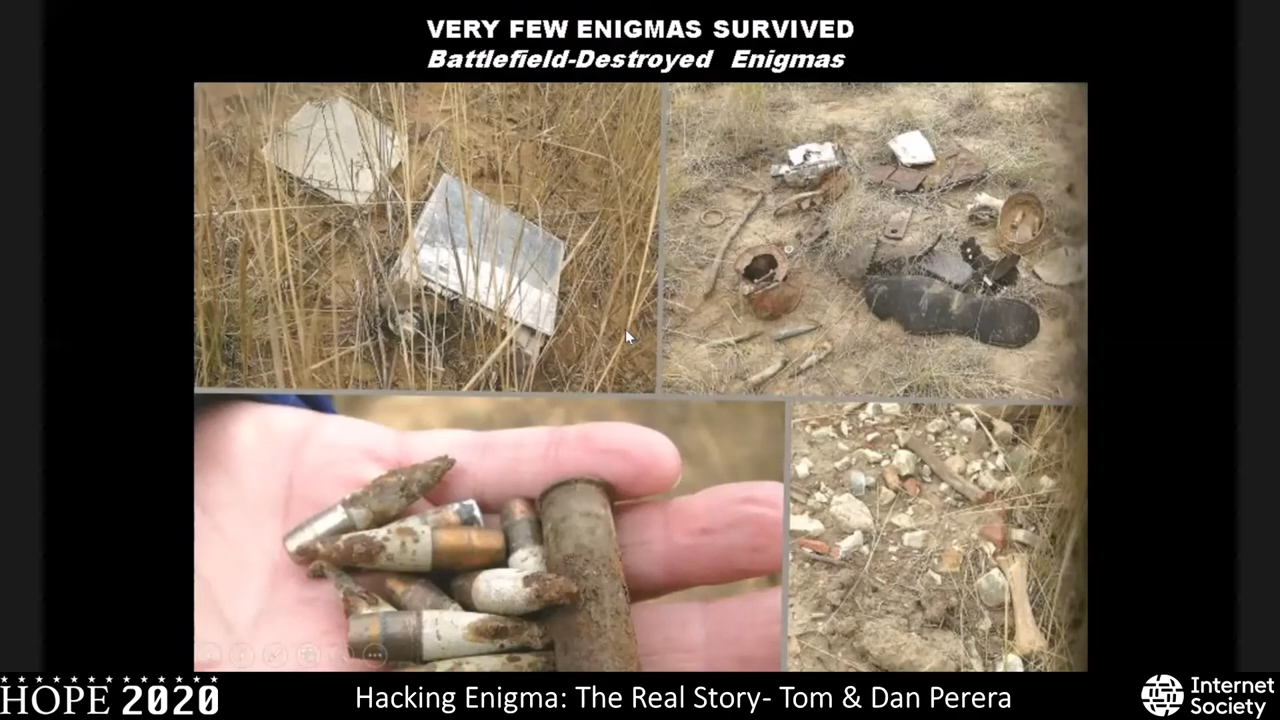 VERY FEW ENIGMAS SURVIVED
Battlefield-Destroyed Enigmas
HOPE 2020
Hacking Enigma: The Real Story- Tom & Dan Perera
Internet
Society